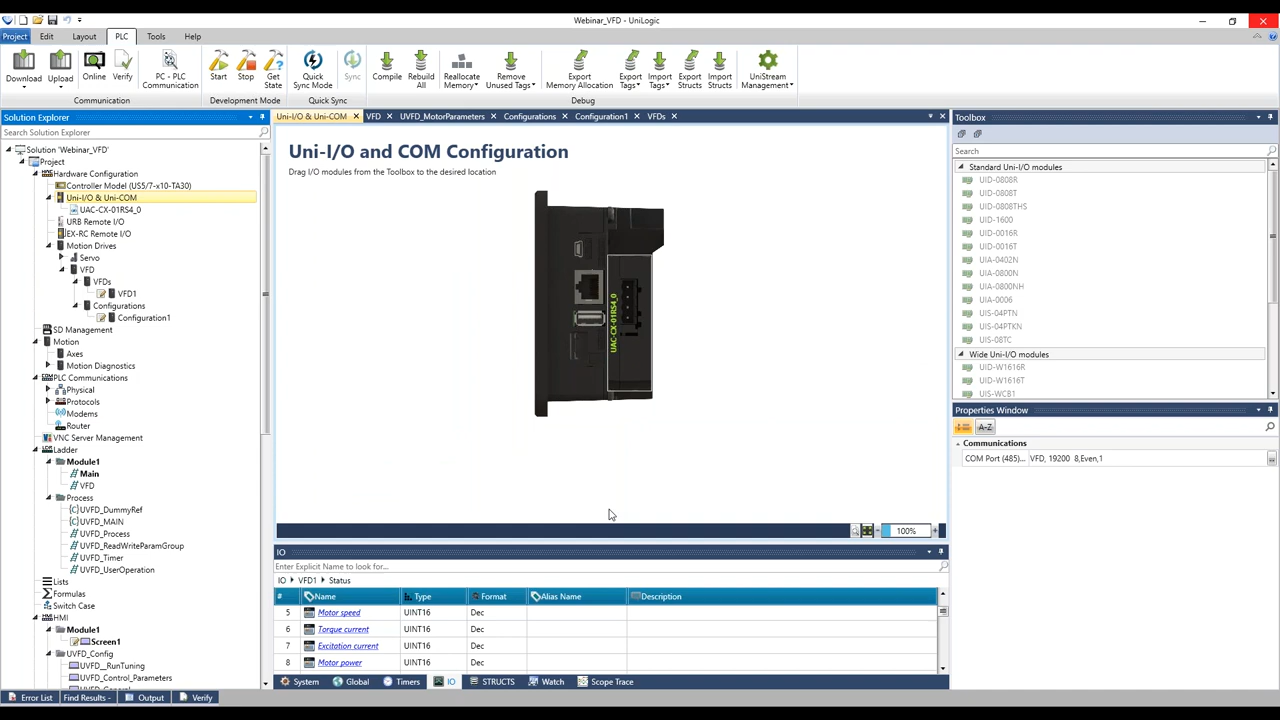 Webinar_VFD - UniLogic
Project Edit Layout PLC Tools Help
Download Upload Online Verify PC - PLC Communication Start Stop Get State Quick Sync Mode Sync Compile Rebuild All Reallocate Memory Remove Unused Tags Export Memory Allocation Export Tags Import Tags Export Structs Import Structs UniStream Management
Communication Development Mode Quick Sync Debug
Solution Explorer
Search Solution Explorer
Solution 'Webinar_VFD'
Project
Hardware Configuration
Controller Model (US5/7-x10-TA30)
Uni-I/O & Uni-COM
UAC-CX-01RS4_0
URB Remote I/O
EX-RC Remote I/O
Motion Drives
Servo
VFD
VFDs
VFD1
Configurations
Configuration1
SD Management
Motion
Axes
Motion Diagnostics
PLC Communications
Physical
Protocols
Modems
Router
VNC Server Management
Ladder
Module1
Main
VFD
Process
UVFD_DummyRef
UVFD_MAIN
UVFD_Process
UVFD_ReadWriteParamGroup
UVFD_Timer
UVFD_UserOperation
Lists
Formulas
Switch Case
HMI
Module1
Screen1
UVFD_Config
UVFD__RunTuning
UVFD_Control_Parameters
Uni-I/O & Uni-COM VFD UVFD_MotorParameters Configurations Configuration1 VFDs
Uni-I/O and COM Configuration
Drag I/O modules from the Toolbox to the desired location
UAC-CX-01RS4_0
100%
IO
Enter Explicit Name to look for...
IO VFD1 Status
# Name Type Format Alias Name Description
5 Motor speed UINT16 Dec
6 Torque current UINT16 Dec
7 Excitation current UINT16 Dec
8 Motor power UINT16 Dec
System Global Timers IO STRUCTS Watch Scope Trace
Toolbox
Search
Standard Uni-I/O modules
UID-0808R
UID-0808T
UID-0808THS
UID-1600
UID-0016R
UID-0016T
UIA-0402N
UIA-0800N
UIA-0800NH
UIA-0006
UIS-04PTN
UIS-04PTKN
UIS-08TC
Wide Uni-I/O modules
UID-W1616R
UID-W1616T
UIS-WCB1
Properties Window
A-Z
Communications
COM Port (485)... VFD, 19200 8,Even,1
Error List Find Results - Output Verify